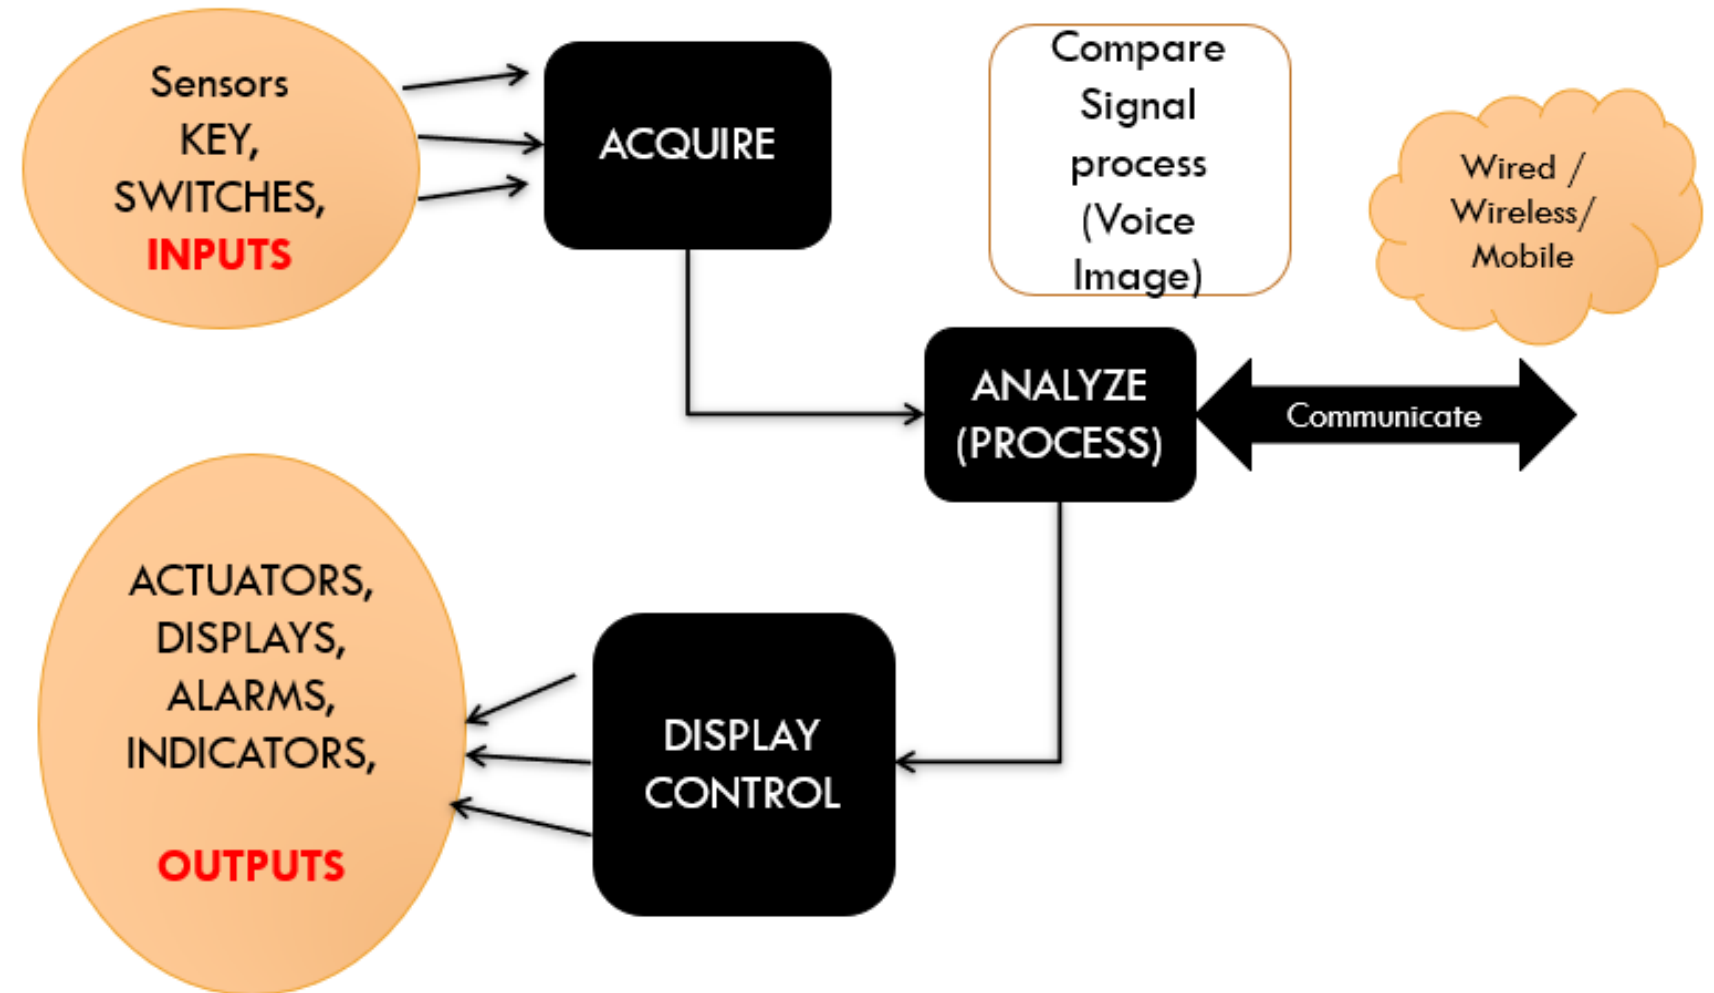 Sensors
KEY,
SWITCHES,
INPUTS
ACQUIRE
Compare
Signal
process
(Voice
Image)
Wired /
Wireless/
Mobile
ANALYZE
(PROCESS)
Communicate
ACTUATORS,
DISPLAYS,
ALARMS,
INDICATORS,
OUTPUTS
DISPLAY
CONTROL